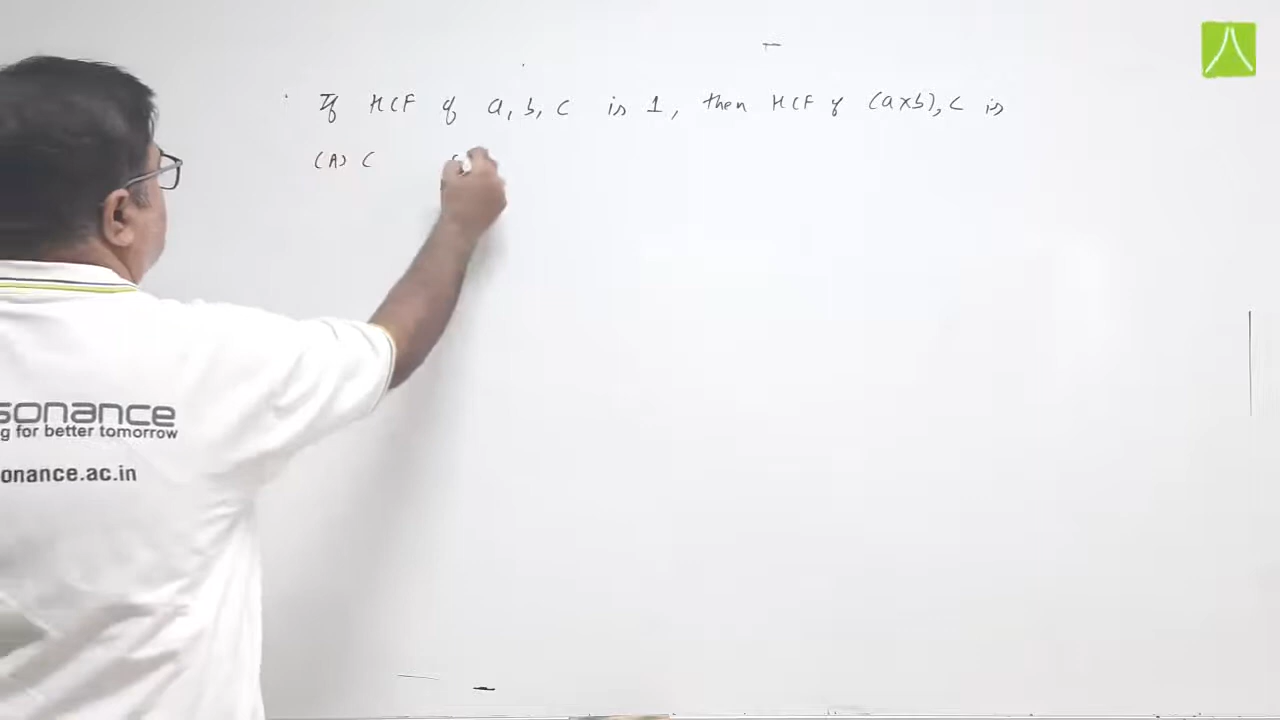 If HCF of a, b, c is 1, then HCF of (a×b), c is
(A) c
sonance
g for better tomorrow
onance.ac.in